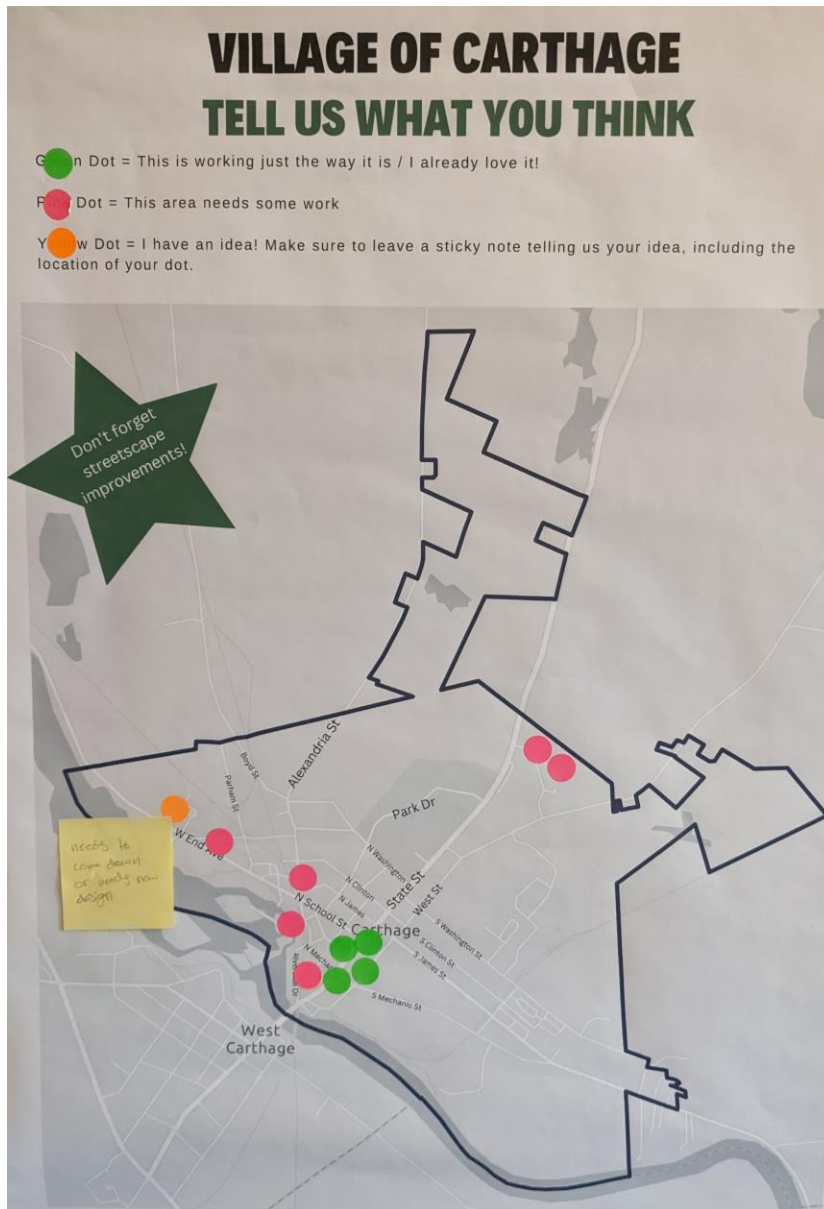 VILLAGE OF CARTHAGE
TELL US WHAT YOU THINK
G n Dot = This is working just the way it is / I already love it!
P Dot = This area needs some work
Y w Dot = I have an idea! Make sure to leave a sticky note telling us your idea, including the
location of your dot.
Don't forget
streetscape
improvements!
Alexandria St
Boyd St
Parham St
Park Dr
W End Ave
needs to
come down
or needs new
design
N Washington
N Clinton
State St
N James
West St
N School St
Carthage
S Washington St
S Clinton St
S James St
N Mechanic
Riverside Dr
S Mechanic St
West
Carthage